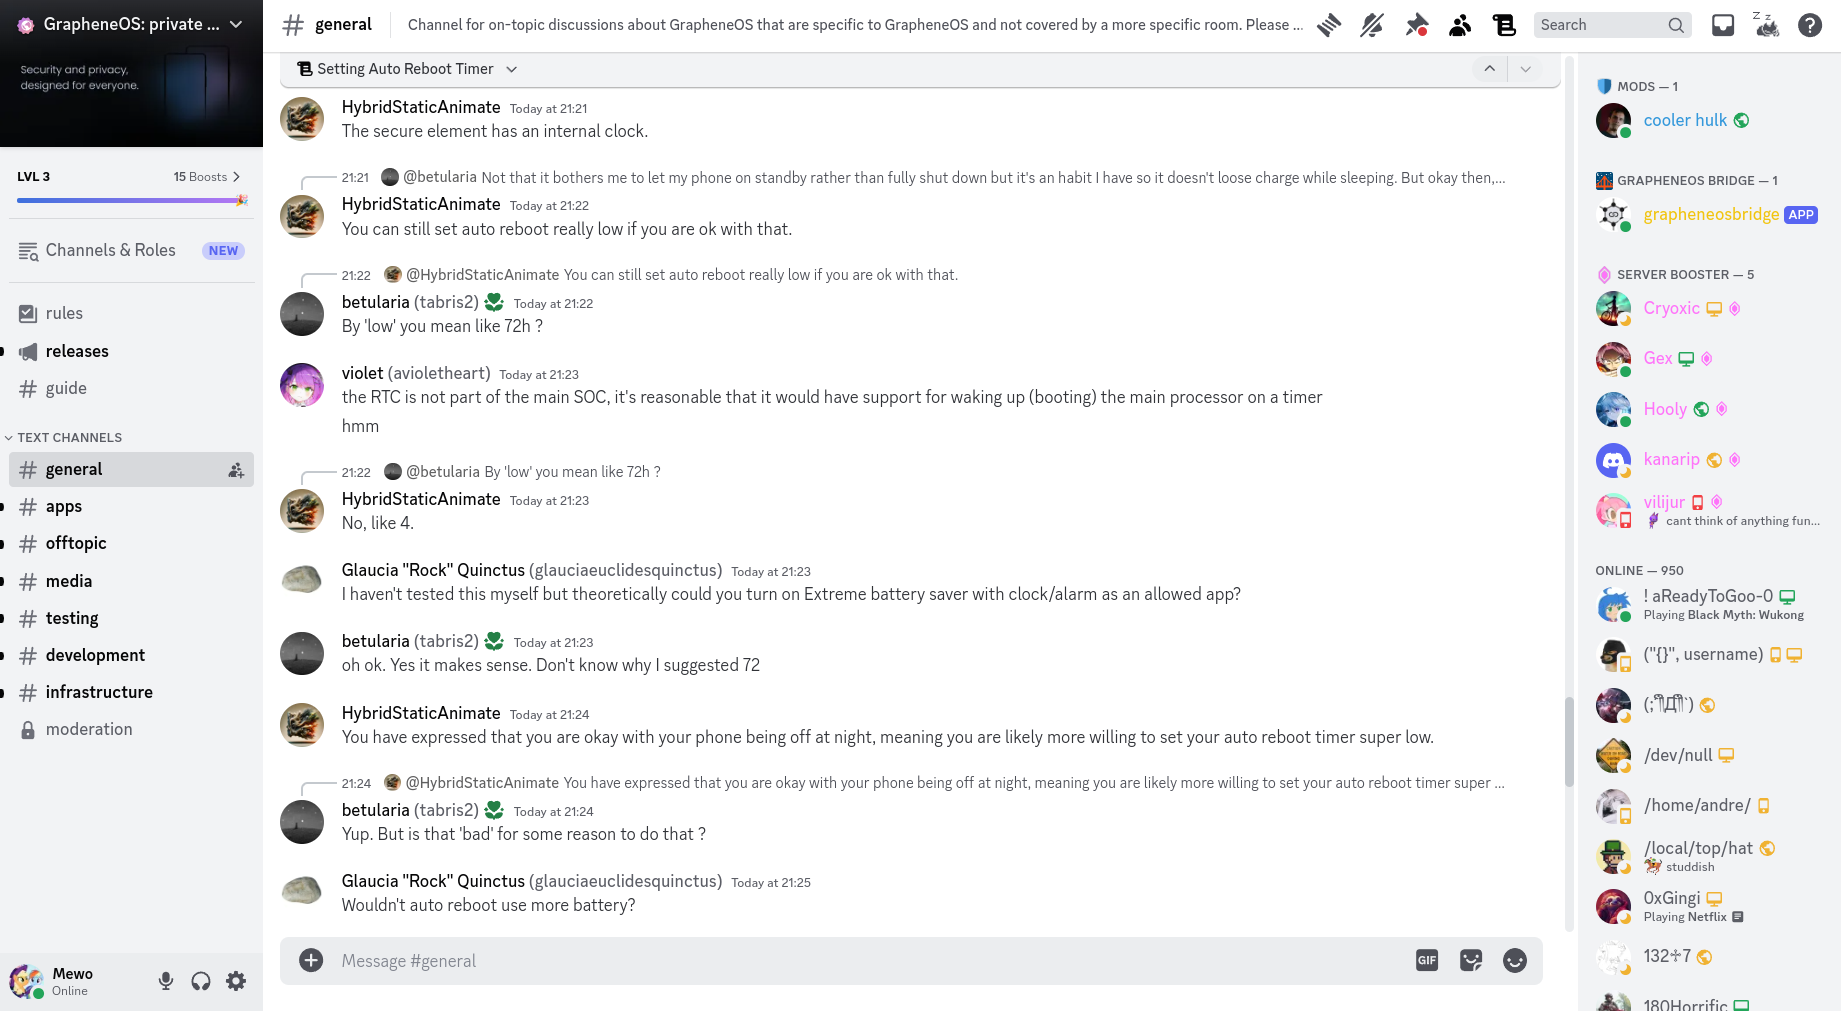 GrapheneOS: private ...
Security and privacy,
designed for everyone.
LVL 3
15 Boosts
Channels & Roles
NEW
rules
releases
guide
TEXT CHANNELS
general
apps
offtopic
media
testing
development
infrastructure
moderation
Mewo
Online
general
Channel for on-topic discussions about GrapheneOS that are specific to GrapheneOS and not covered by a more specific room. Please ...
Search
Setting Auto Reboot Timer
HybridStaticAnimate Today at 21:21
The secure element has an internal clock.
21:21 @betularia Not that it bothers me to let my phone on standby rather than fully shut down but it's an habit I have so it doesn't loose charge while sleeping. But okay then,...
HybridStaticAnimate Today at 21:22
You can still set auto reboot really low if you are ok with that.
21:22 @HybridStaticAnimate You can still set auto reboot really low if you are ok with that.
betularia (tabris2) Today at 21:22
By 'low' you mean like 72h ?
violet (avioletheart) Today at 21:23
the RTC is not part of the main SOC, it's reasonable that it would have support for waking up (booting) the main processor on a timer
hmm
21:22 @betularia By 'low' you mean like 72h ?
HybridStaticAnimate Today at 21:23
No, like 4.
Glaucia "Rock" Quinctus (glauciaeuclidesquinctus) Today at 21:23
I haven't tested this myself but theoretically could you turn on Extreme battery saver with clock/alarm as an allowed app?
betularia (tabris2) Today at 21:23
oh ok. Yes it makes sense. Don't know why I suggested 72
HybridStaticAnimate Today at 21:24
You have expressed that you are okay with your phone being off at night, meaning you are likely more willing to set your auto reboot timer super low.
21:24 @HybridStaticAnimate You have expressed that you are okay with your phone being off at night, meaning you are likely more willing to set your auto reboot timer super ...
betularia (tabris2) Today at 21:24
Yup. But is that 'bad' for some reason to do that ?
Glaucia "Rock" Quinctus (glauciaeuclidesquinctus) Today at 21:25
Wouldn't auto reboot use more battery?
Message #general
GIF
MODS — 1
cooler hulk
GRAPHENEOS BRIDGE — 1
grapheneosbridge APP
SERVER BOOSTER — 5
Cryoxic
Gex
Hooly
kanarip
vilijur
cant think of anything fun...
ONLINE — 950
! aReadyToGoo-0
Playing Black Myth: Wukong
("{}", username)
/dev/null
/home/andre/
/local/top/hat
studdish
0xGingi
Playing Netflix
132♱7
180Horrific